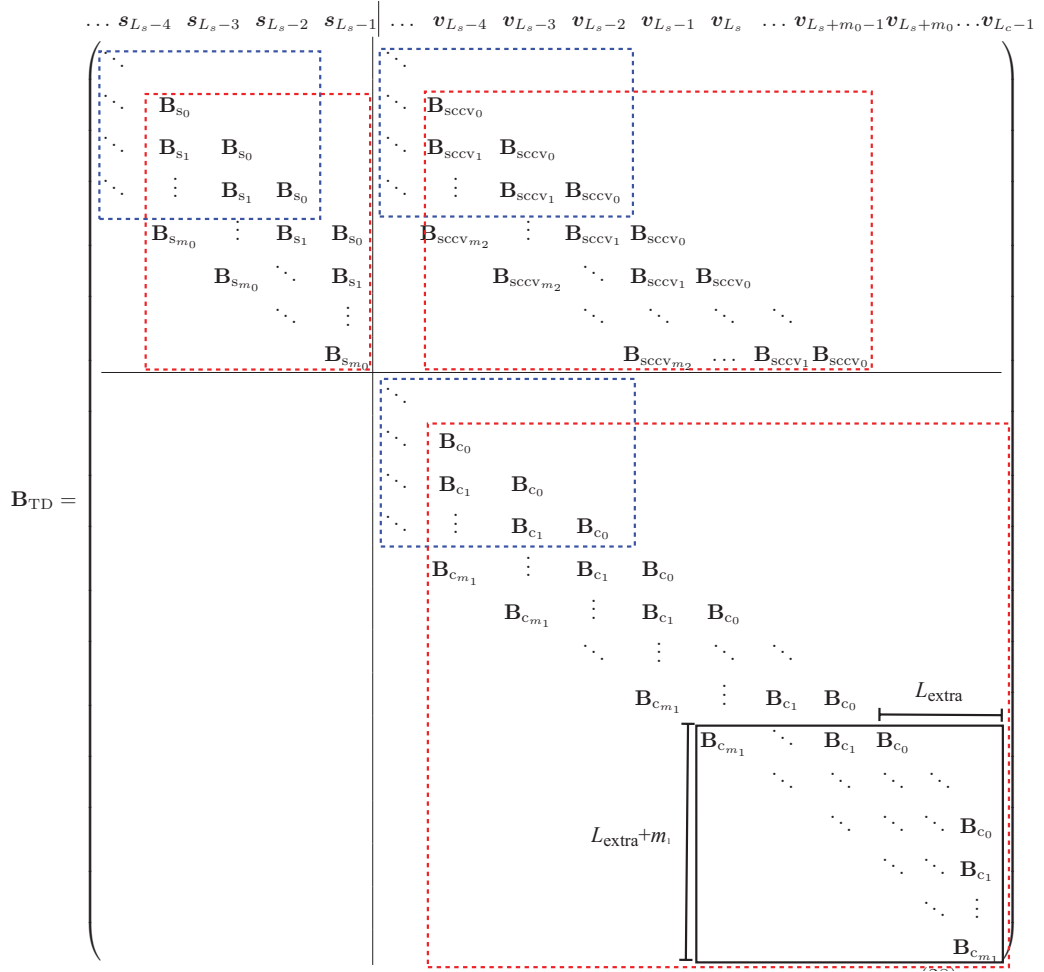 … s_{L_s−4} s_{L_s−3} s_{L_s−2} s_{L_s−1} … v_{L_s−4} v_{L_s−3} v_{L_s−2} v_{L_s−1} v_{L_s} … v_{L_s+m_0−1} v_{L_s+m_0} … v_{L_c−1}
⋱ ⋱
⋱ B_{s_0} ⋱ B_{sccv_0}
⋱ B_{s_1} B_{s_0} ⋱ B_{sccv_1} B_{sccv_0}
⋱ ⋮ B_{s_1} B_{s_0} ⋱ ⋮ B_{sccv_1} B_{sccv_0}
B_{s_{m_0}} ⋮ B_{s_1} B_{s_0} B_{sccv_{m_2}} ⋮ B_{sccv_1} B_{sccv_0}
B_{s_{m_0}} ⋱ B_{s_1} B_{sccv_{m_2}} ⋱ B_{sccv_1} B_{sccv_0}
⋱ ⋮ ⋱ ⋱ ⋱ ⋱
B_{s_{m_0}} B_{sccv_{m_2}} … B_{sccv_1} B_{sccv_0}
⋱
⋱ B_{c_0}
B_{TD} = ⋱ B_{c_1} B_{c_0}
⋱ ⋮ B_{c_1} B_{c_0}
B_{c_{m_1}} ⋮ B_{c_1} B_{c_0}
B_{c_{m_1}} ⋮ B_{c_1} B_{c_0}
⋱ ⋮ ⋱ ⋱
B_{c_{m_1}} ⋮ B_{c_1} B_{c_0} L_{extra}
B_{c_{m_1}} ⋱ B_{c_1} B_{c_0}
⋱ ⋱ ⋱ ⋱
L_{extra}+m_1 ⋱ ⋱ ⋱ B_{c_0}
⋱ ⋱ B_{c_1}
⋱ ⋮
B_{c_{m_1}}